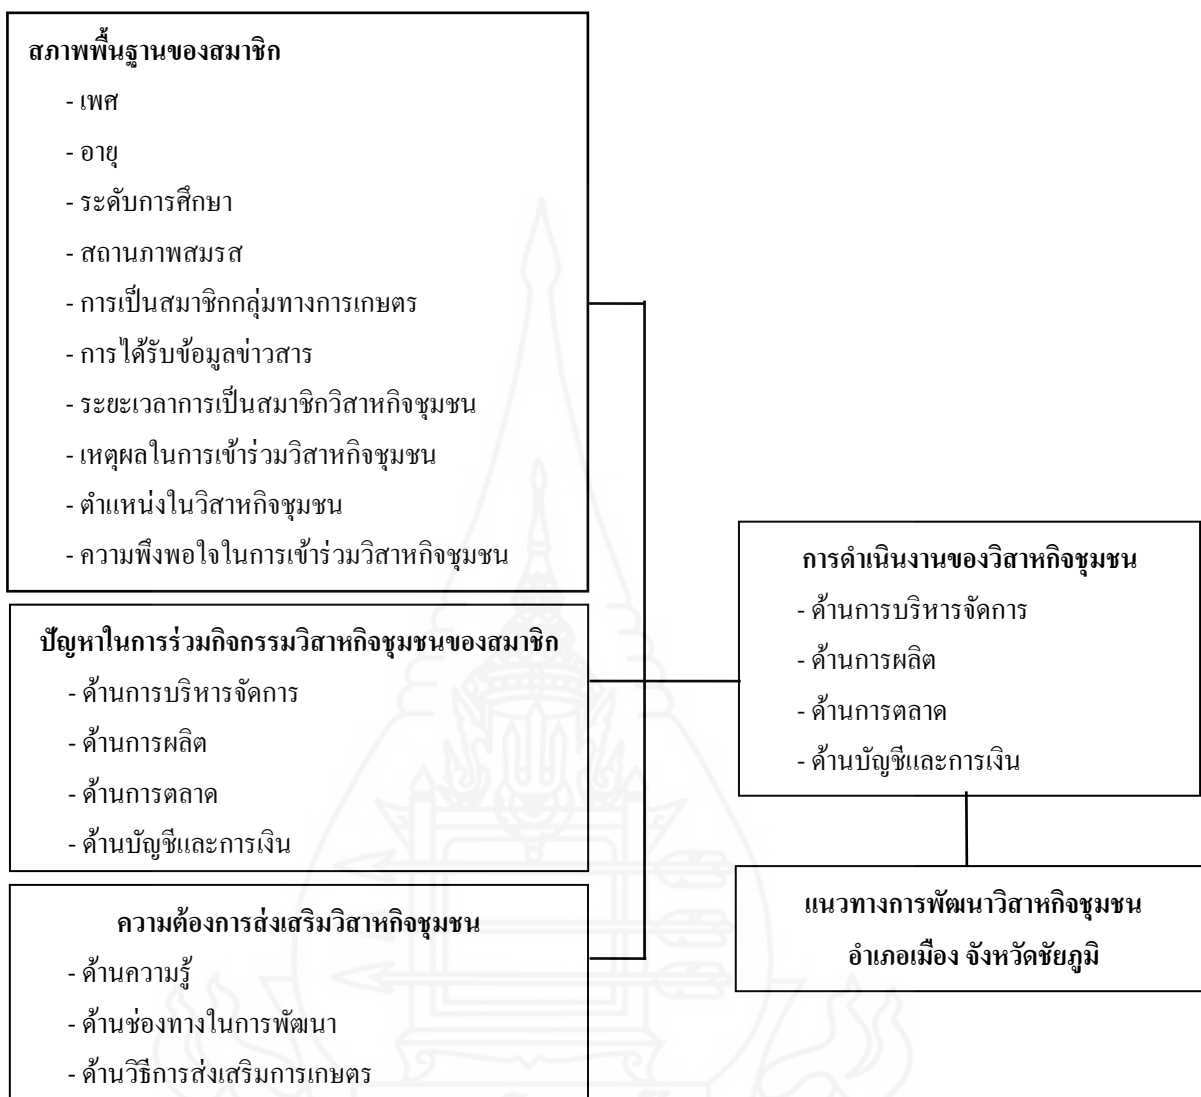 สภาพพื้นฐานของสมาชิก
- เพศ
- อายุ
- ระดับการศึกษา
- สถานภาพสมรส
- การเป็นสมาชิกกลุ่มทางการเกษตร
- การได้รับข้อมูลข่าวสาร
- ระยะเวลาการเป็นสมาชิกวิสาหกิจชุมชน
- เหตุผลในการเข้าร่วมวิสาหกิจชุมชน
- ตำแหน่งในวิสาหกิจชุมชน
- ความพึงพอใจในการเข้าร่วมวิสาหกิจชุมชน
ปัญหาในการร่วมกิจกรรมวิสาหกิจชุมชนของสมาชิก
- ด้านการบริหารจัดการ
- ด้านการผลิต
- ด้านการตลาด
- ด้านบัญชีและการเงิน
ความต้องการส่งเสริมวิสาหกิจชุมชน
- ด้านความรู้
- ด้านช่องทางในการพัฒนา
- ด้านวิธีการส่งเสริมการเกษตร
การดำเนินงานของวิสาหกิจชุมชน
- ด้านการบริหารจัดการ
- ด้านการผลิต
- ด้านการตลาด
- ด้านบัญชีและการเงิน
แนวทางการพัฒนาวิสาหกิจชุมชน
อำเภอเมือง จังหวัดชัยภูมิ